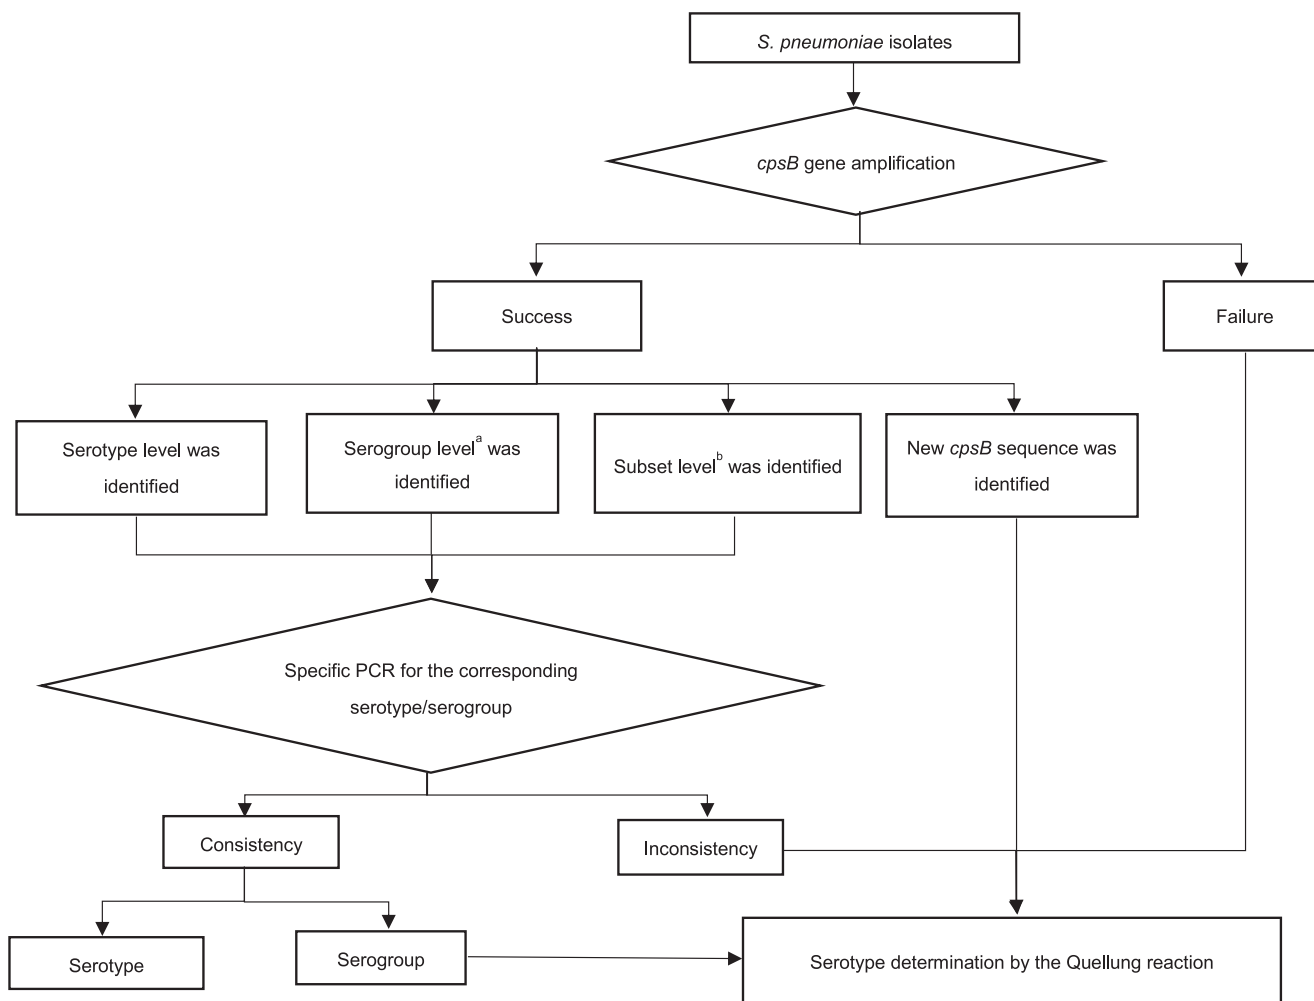 S. pneumoniae isolates
cpsB gene amplification
Success
Failure
Serotype level was
identified
Serogroup levelᵃ was
identified
Subset levelᵇ was identified
New cpsB sequence was
identified
Specific PCR for the corresponding
serotype/serogroup
Consistency
Inconsistency
Serotype
Serogroup
Serotype determination by the Quellung reaction